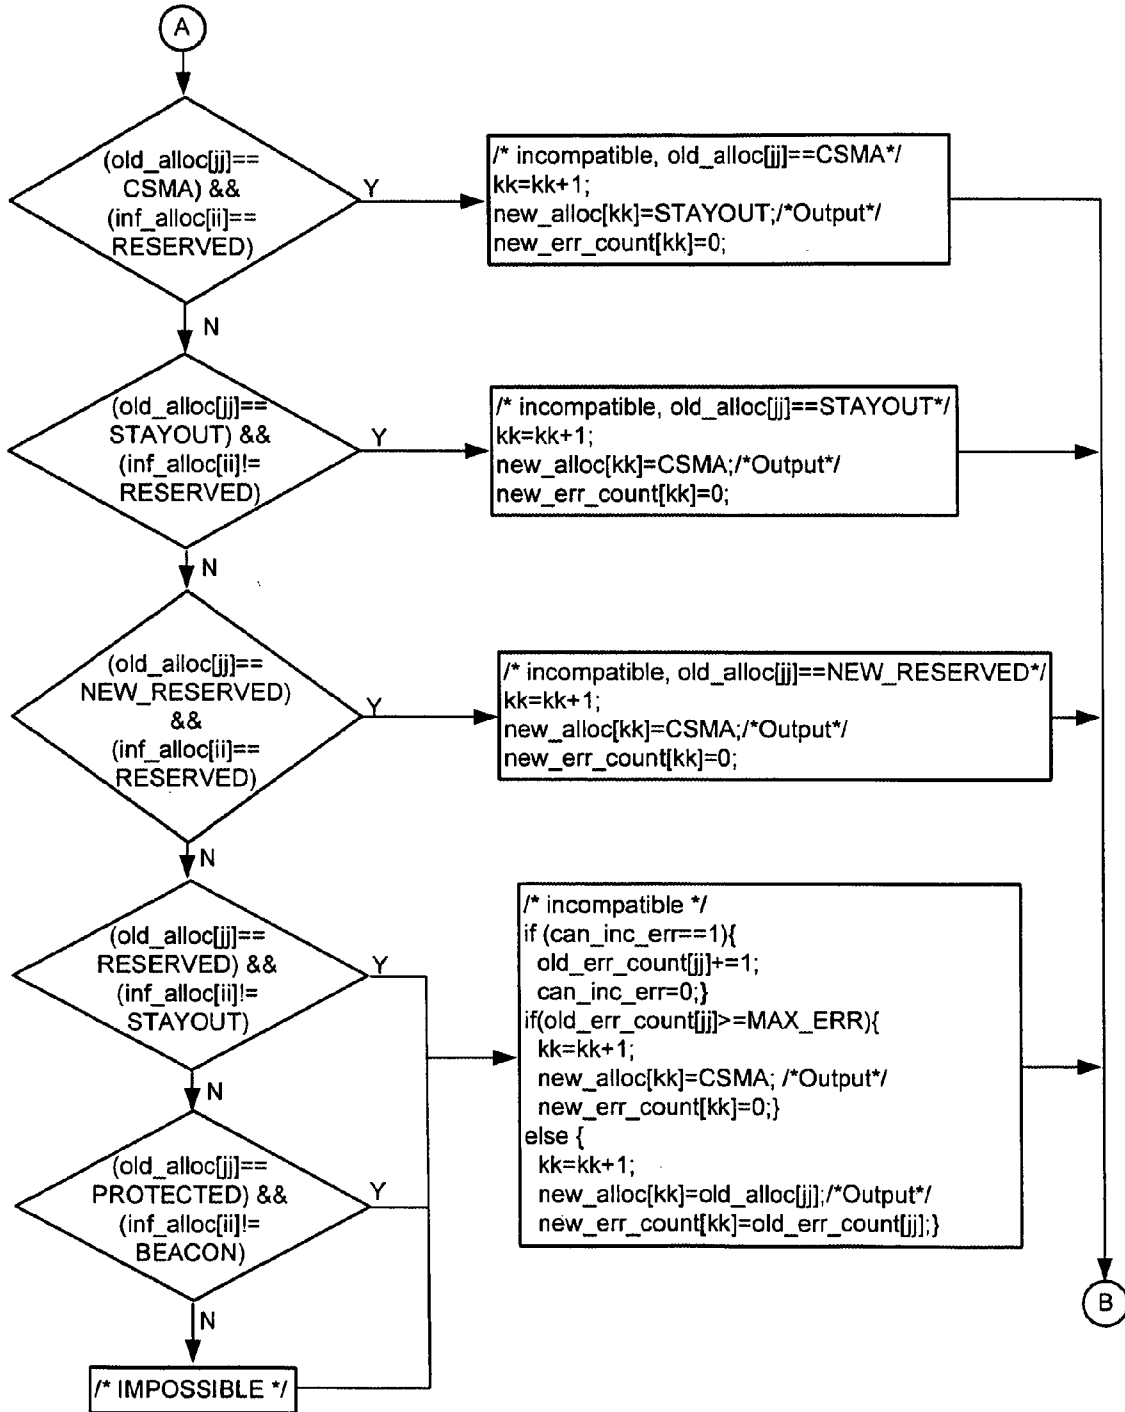 A
(old_alloc[jj]==
CSMA) &&
(inf_alloc[ii]==
RESERVED)
Y
/* incompatible, old_alloc[jj]==CSMA*/
kk=kk+1;
new_alloc[kk]=STAYOUT;/*Output*/
new_err_count[kk]=0;
N
(old_alloc[jj]==
STAYOUT) &&
(inf_alloc[ii]!=
RESERVED)
Y
/* incompatible, old_alloc[jj]==STAYOUT*/
kk=kk+1;
new_alloc[kk]=CSMA;/*Output*/
new_err_count[kk]=0;
N
(old_alloc[jj]==
NEW_RESERVED)
&&
(inf_alloc[ii]==
RESERVED)
Y
/* incompatible, old_alloc[jj]==NEW_RESERVED*/
kk=kk+1;
new_alloc[kk]=CSMA;/*Output*/
new_err_count[kk]=0;
N
(old_alloc[jj]==
RESERVED) &&
(inf_alloc[ii]!=
STAYOUT)
Y
/* incompatible */
if (can_inc_err==1){
old_err_count[jj]+=1;
can_inc_err=0;}
if(old_err_count[jj]>=MAX_ERR){
kk=kk+1;
new_alloc[kk]=CSMA; /*Output*/
new_err_count[kk]=0;}
else {
kk=kk+1;
new_alloc[kk]=old_alloc[jj];/*Output*/
new_err_count[kk]=old_err_count[jj];}
N
(old_alloc[jj]==
PROTECTED) &&
(inf_alloc[ii]!=
BEACON)
Y
N
/* IMPOSSIBLE */
B